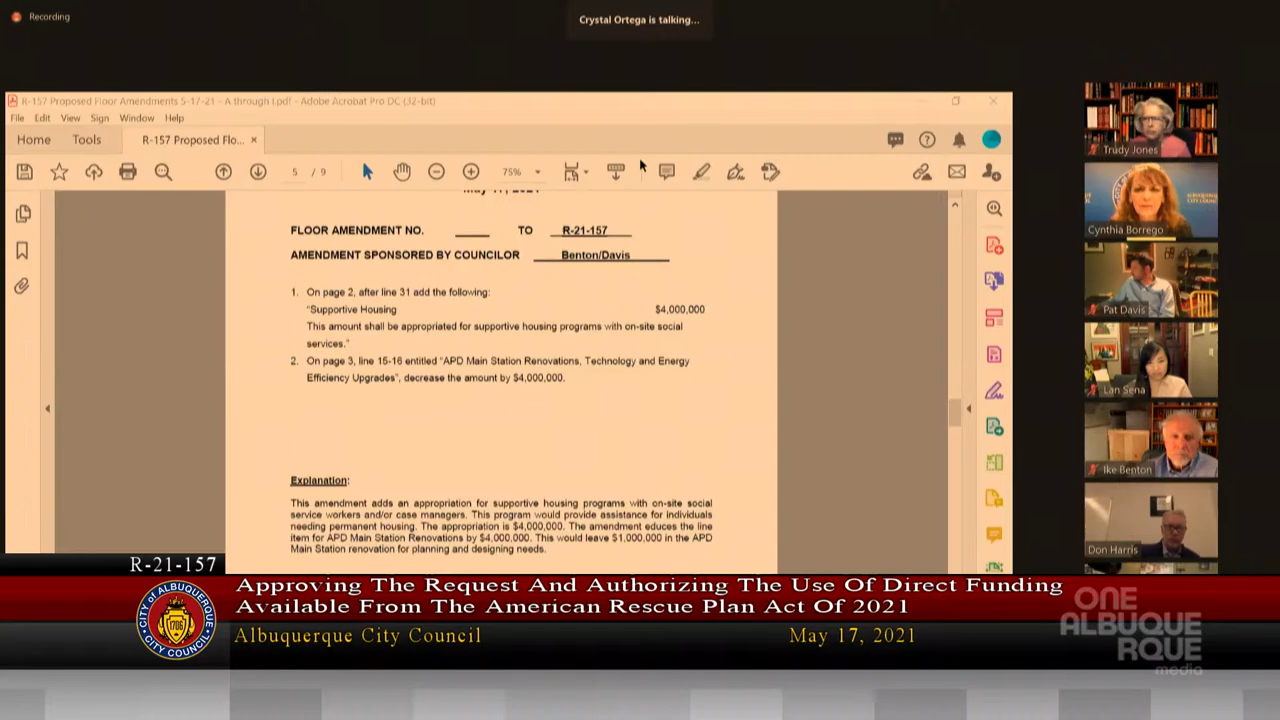 Recording
Crystal Ortega is talking...
R-157 Proposed Floor Amendments 5-17-21 - A through I.pdf - Adobe Acrobat Pro DC (32-bit)
File Edit View Sign Window Help
Home Tools R-157 Proposed Flo... ×
5 / 9 75%
May 17, 2021
FLOOR AMENDMENT NO. TO R-21-157
AMENDMENT SPONSORED BY COUNCILOR Benton/Davis
1. On page 2, after line 31 add the following:
“Supportive Housing $4,000,000
This amount shall be appropriated for supportive housing programs with on-site social
services.”
2. On page 3, line 15-16 entitled “APD Main Station Renovations, Technology and Energy
Efficiency Upgrades”, decrease the amount by $4,000,000.
Explanation:
This amendment adds an appropriation for supportive housing programs with on-site social
service workers and/or case managers. This program would provide assistance for individuals
needing permanent housing. The appropriation is $4,000,000. The amendment educes the line
item for APD Main Station Renovations by $4,000,000. This would leave $1,000,000 in the APD
Main Station renovation for planning and designing needs.
Trudy Jones
Cynthia Borrego
Pat Davis
Lan Sena
Ike Benton
Don Harris
R-21-157
Approving The Request And Authorizing The Use Of Direct Funding
Available From The American Rescue Plan Act Of 2021
Albuquerque City Council May 17, 2021
CITY OF ALBUQUERQUE
1706
CITY COUNCIL
ONE
ALBUQUE
RQUE
media